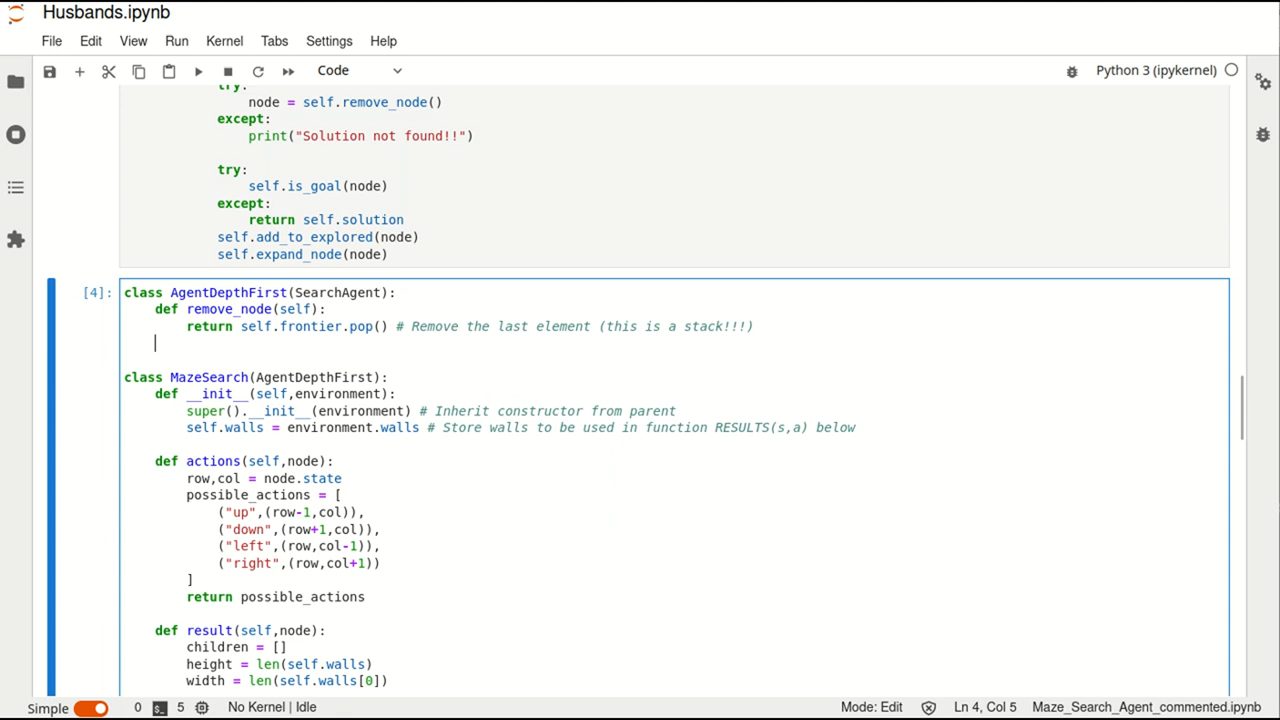 Husbands.ipynb
File Edit View Run Kernel Tabs Settings Help
Code Python 3 (ipykernel)
try:
node = self.remove_node()
except:
print("Solution not found!!")
try:
self.is_goal(node)
except:
return self.solution
self.add_to_explored(node)
self.expand_node(node)
[4]: class AgentDepthFirst(SearchAgent):
def remove_node(self):
return self.frontier.pop() # Remove the last element (this is a stack!!!)
class MazeSearch(AgentDepthFirst):
def __init__(self,environment):
super().__init__(environment) # Inherit constructor from parent
self.walls = environment.walls # Store walls to be used in function RESULTS(s,a) below
def actions(self,node):
row,col = node.state
possible_actions = [
("up",(row-1,col)),
("down",(row+1,col)),
("left",(row,col-1)),
("right",(row,col+1))
]
return possible_actions
def result(self,node):
children = []
height = len(self.walls)
width = len(self.walls[0])
Simple 0 5 No Kernel | Idle Mode: Edit Ln 4, Col 5 Maze_Search_Agent_commented.ipynb